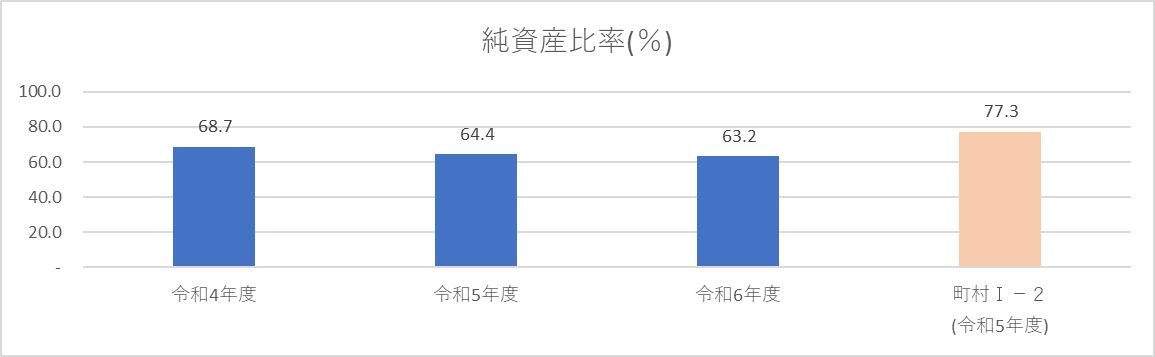 純資産比率(％)
100.0
80.0
60.0
40.0
20.0
-
68.7
64.4
63.2
77.3
令和4年度
令和5年度
令和6年度
町村Ⅰ－２
(令和5年度)